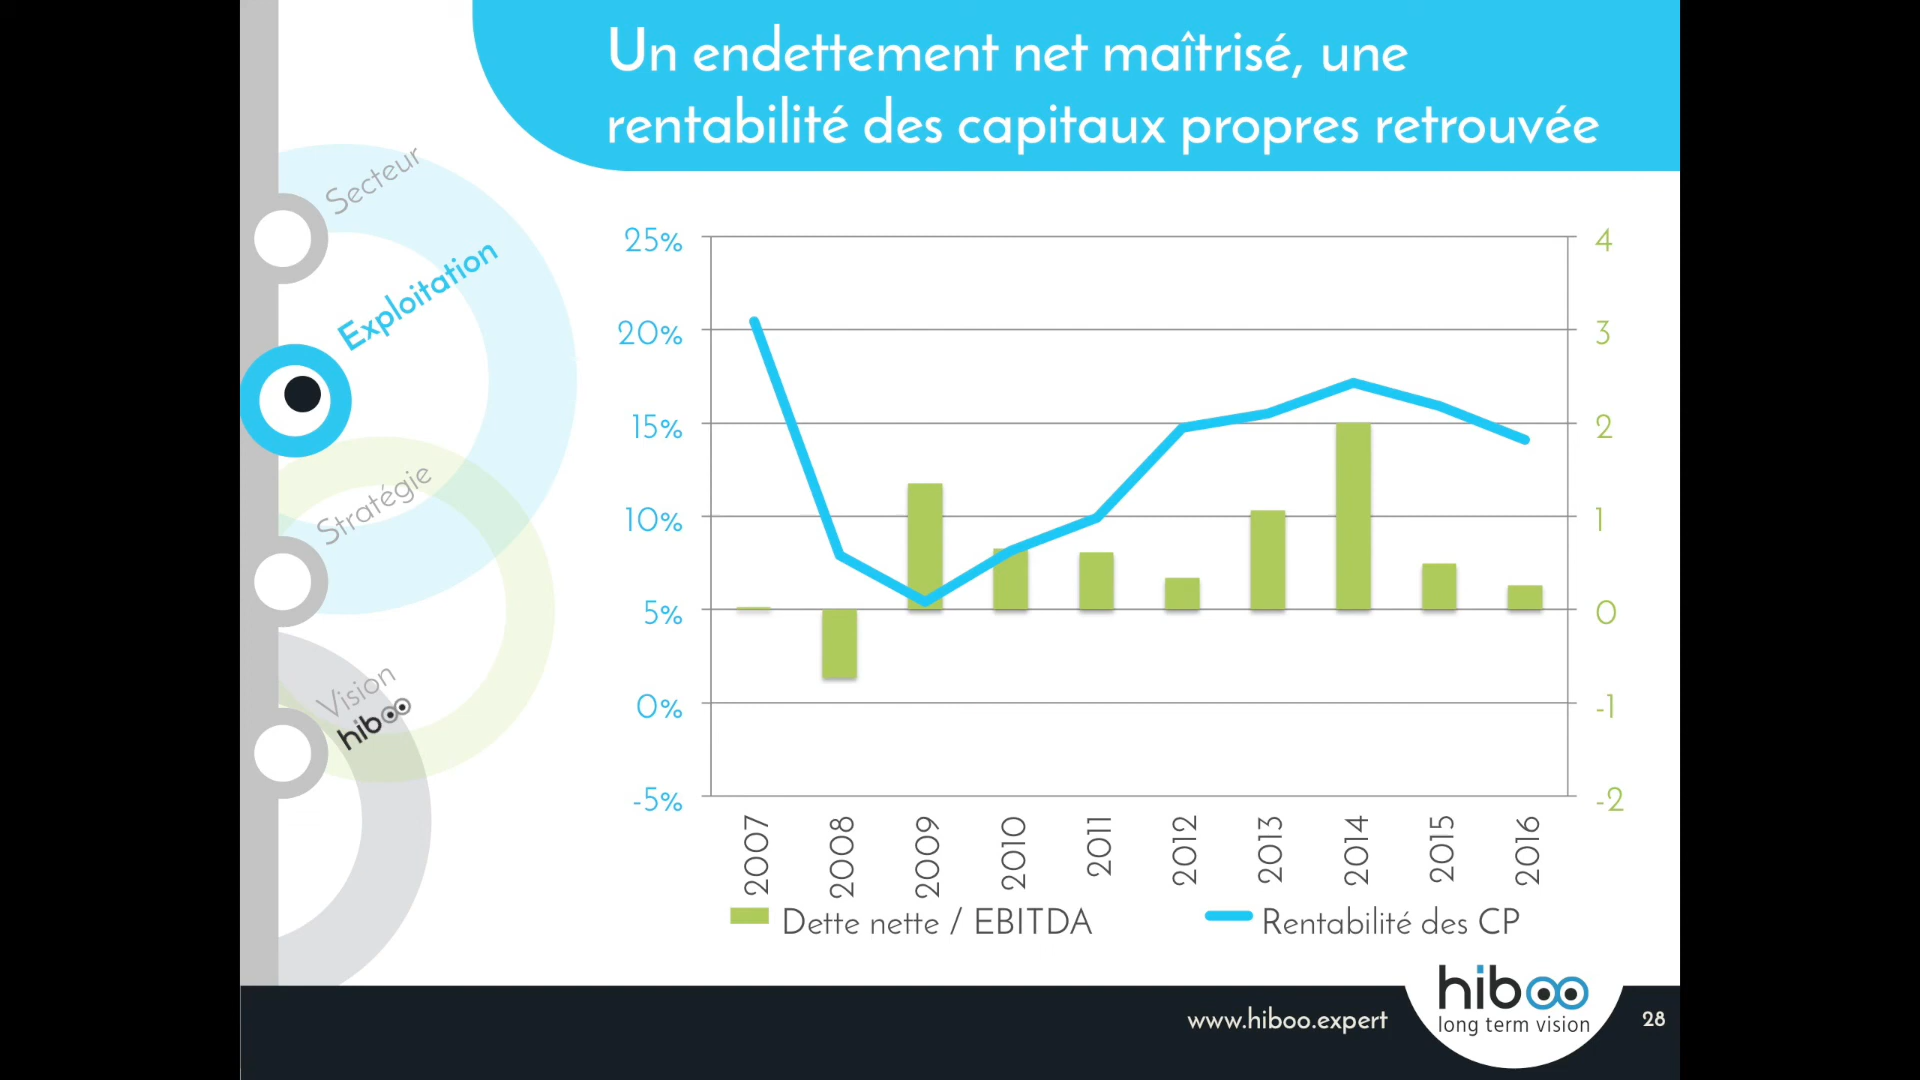 Un endettement net maîtrisé, une
rentabilité des capitaux propres retrouvée
Secteur
Exploitation
Stratégie
Vision
hiboo
25%
20%
15%
10%
5%
0%
-5%
4
3
2
1
0
-1
-2
2007
2008
2009
2010
2011
2012
2013
2014
2015
2016
Dette nette / EBITDA
Rentabilité des CP
www.hiboo.expert
hiboo
long term vision
28